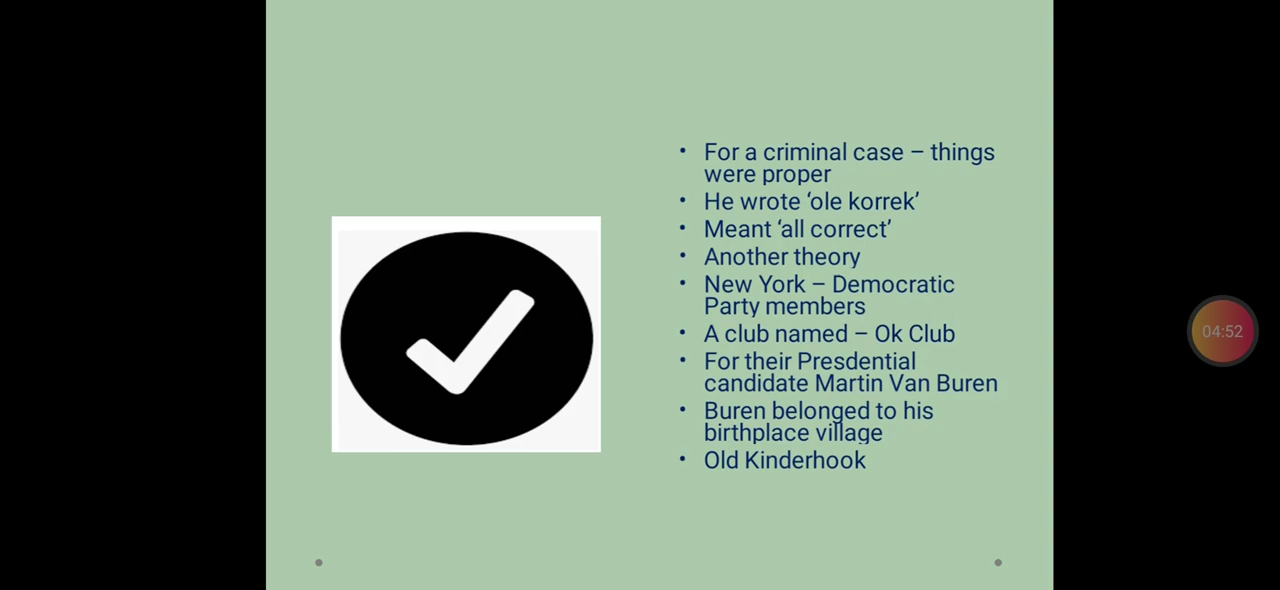 • For a criminal case – things
were proper
• He wrote ‘ole korrek’
• Meant ‘all correct’
• Another theory
• New York – Democratic
Party members
• A club named – Ok Club
• For their Presdential
candidate Martin Van Buren
• Buren belonged to his
birthplace village
• Old Kinderhook
04:52